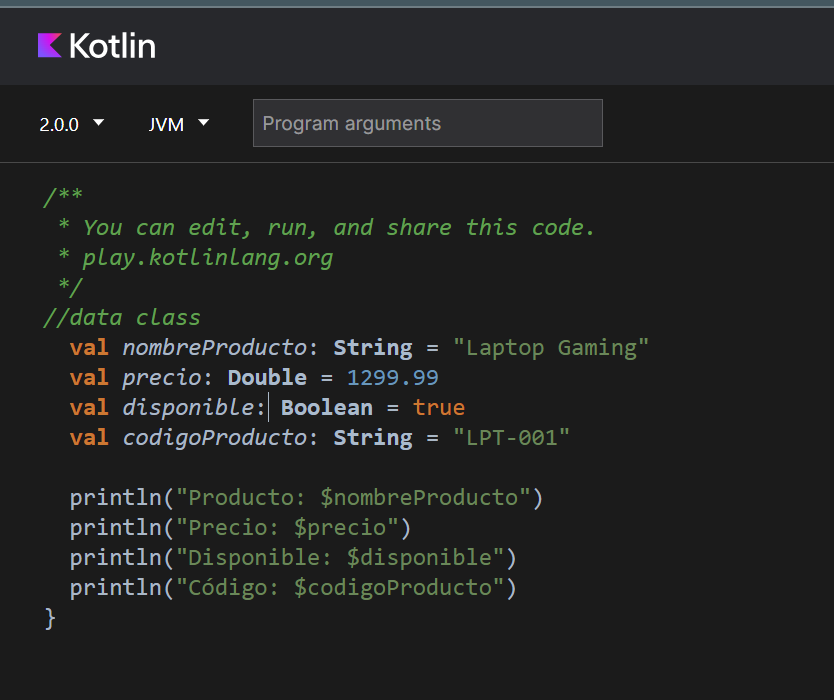 Kotlin
2.0.0 JVM Program arguments
/**
 * You can edit, run, and share this code.
 * play.kotlinlang.org
 */
//data class
  val nombreProducto: String = "Laptop Gaming"
  val precio: Double = 1299.99
  val disponible: Boolean = true
  val codigoProducto: String = "LPT-001"
  println("Producto: $nombreProducto")
  println("Precio: $precio")
  println("Disponible: $disponible")
  println("Código: $codigoProducto")
}